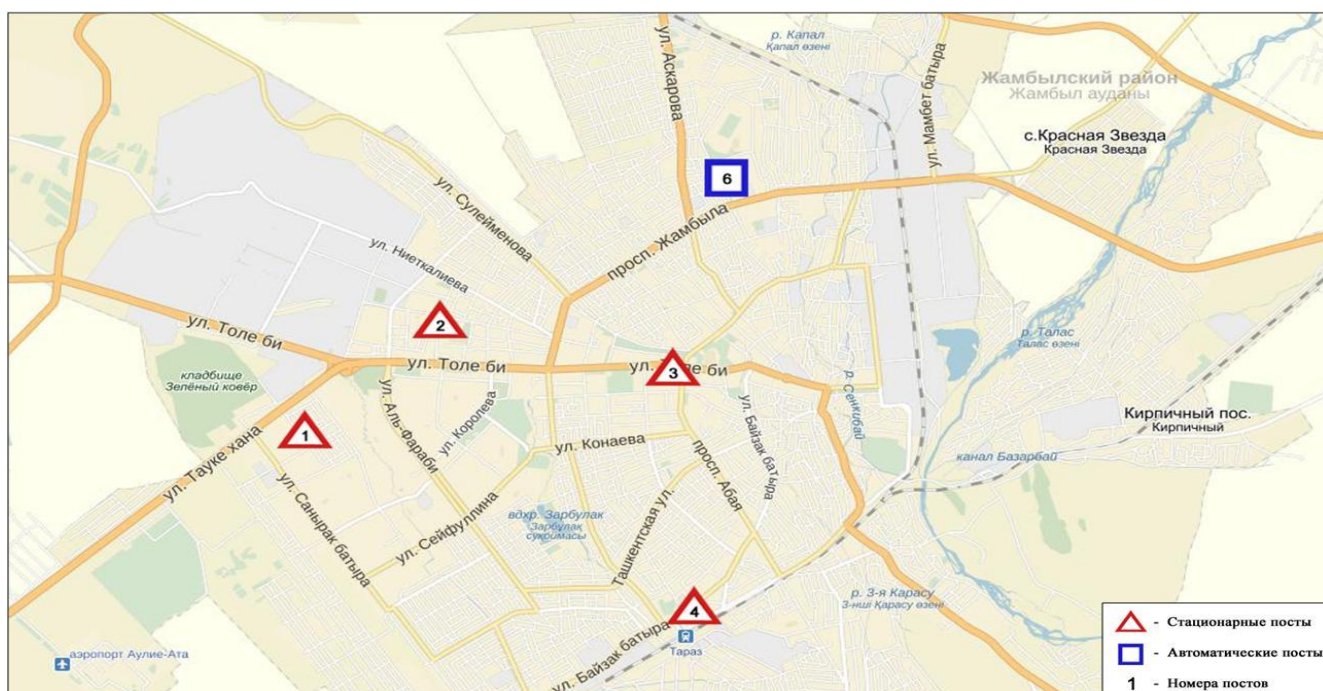 ул. Аскарова
р. Капал
Қапал өзені
ул. Мамбет батыра
Жамбылский район
Жамбыл ауданы
с.Красная Звезда
Красная Звезда
6
ул. Сулейменова
просп. Жамбыла
ул. Ниеткалиева
2
ул. Толе би
ул. Толе би
ул. Толе би
3
р. Талас
Талас өзені
кладбище
Зелёный ковёр
ул. Аль-Фараби
ул. Королева
р. Сенкибай
ул. Байзак батыра
Кирпичный пос.
Кирпичный
1
ул. Тауке хана
ул. Конаева
просп. Абая
канал Базарбай
ул. Санырак батыра
ул. Сейфуллина
вдхр. Зарбулак
Зарбұлақ
суқоймасы
Ташкентская ул.
р. 3-я Карасу
3-нші Қарасу өзені
4
ул. Байзак батыра
Тараз
аэропорт Аулие-Ата
- Стационарные посты
- Автоматические посты
1 - Номера постов